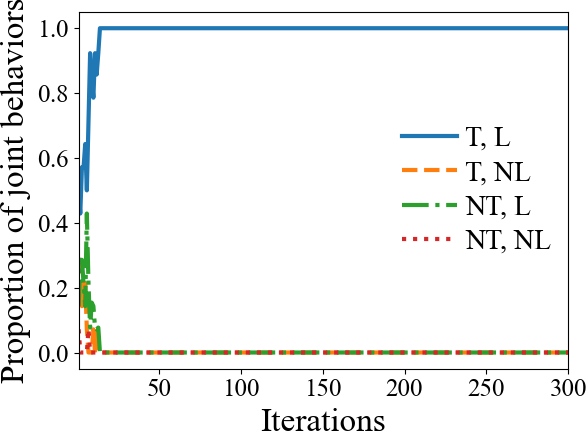 Proportion of joint behaviors
1.0
0.8
0.6
0.4
0.2
0.0
T, L
T, NL
NT, L
NT, NL
50 100 150 200 250 300
Iterations